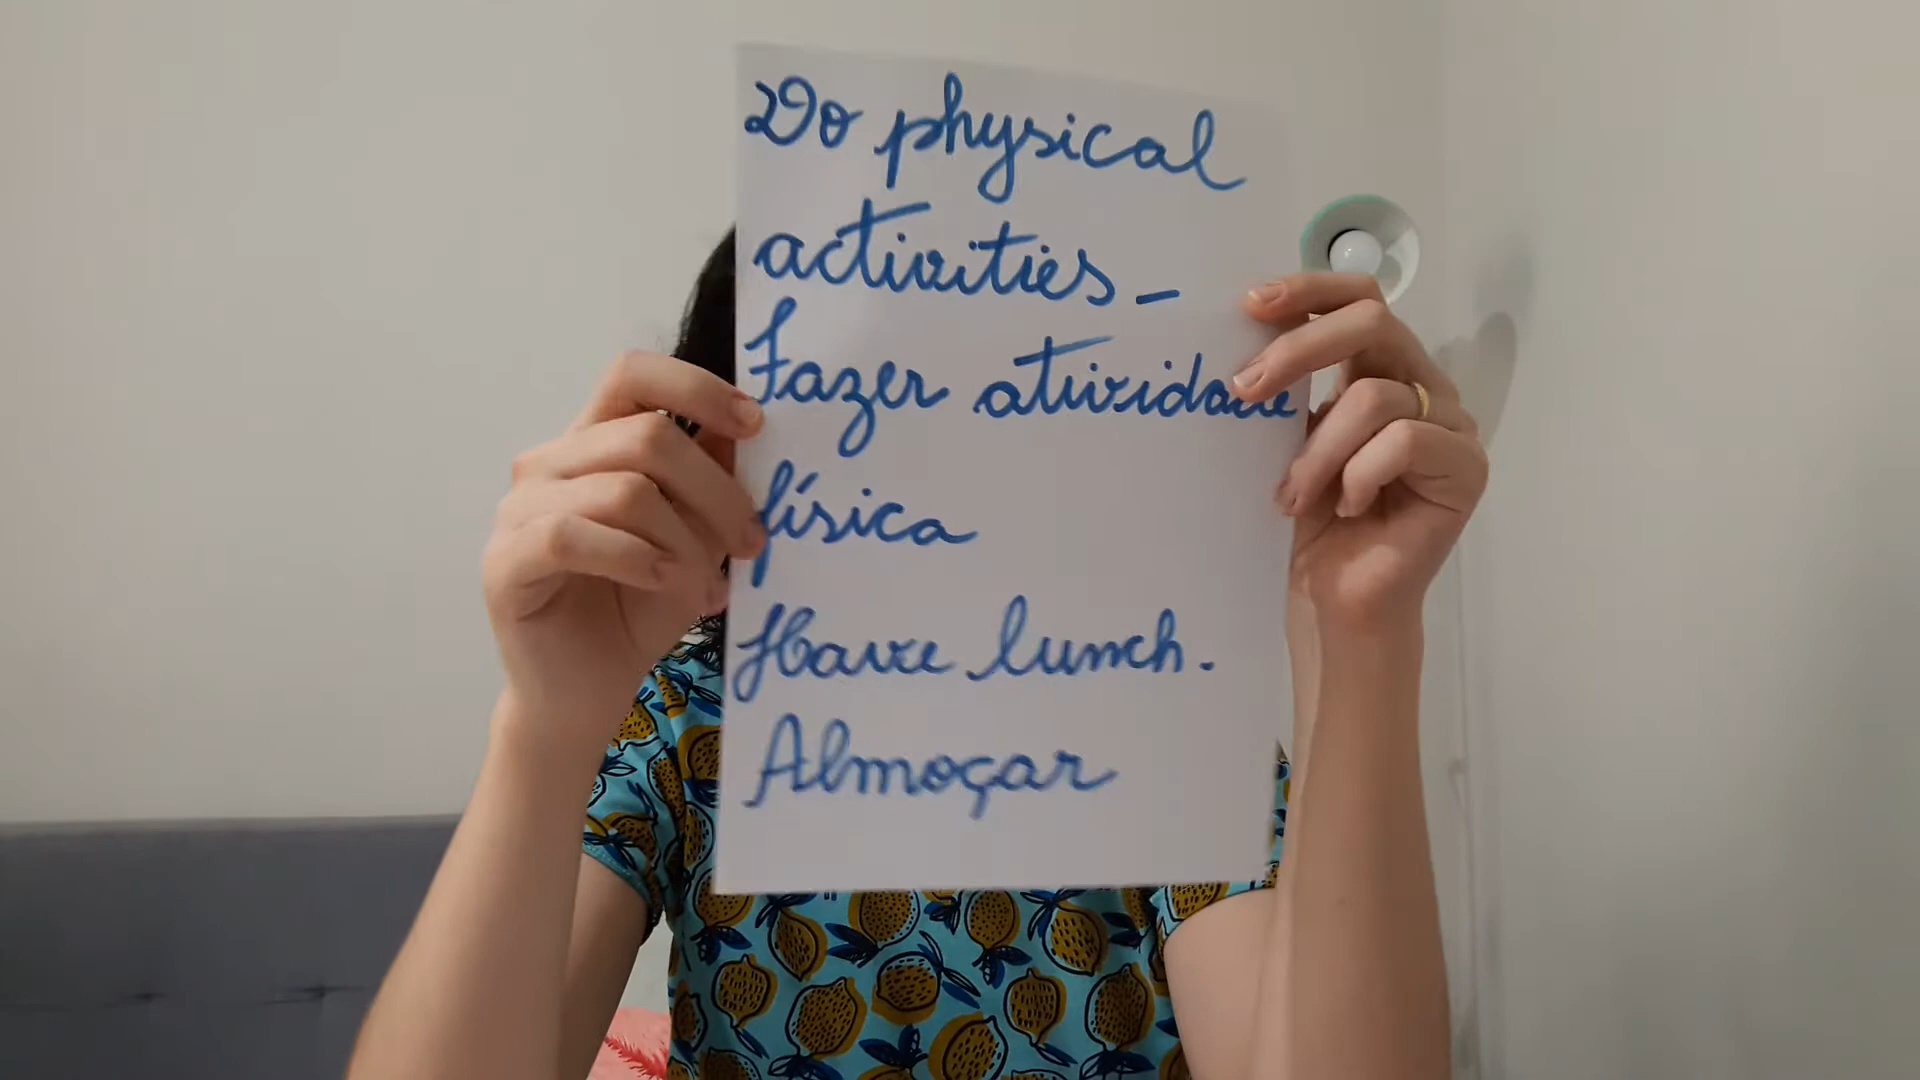 Do physical
activities -
Fazer atividade
física
Have lunch.
Almoçar